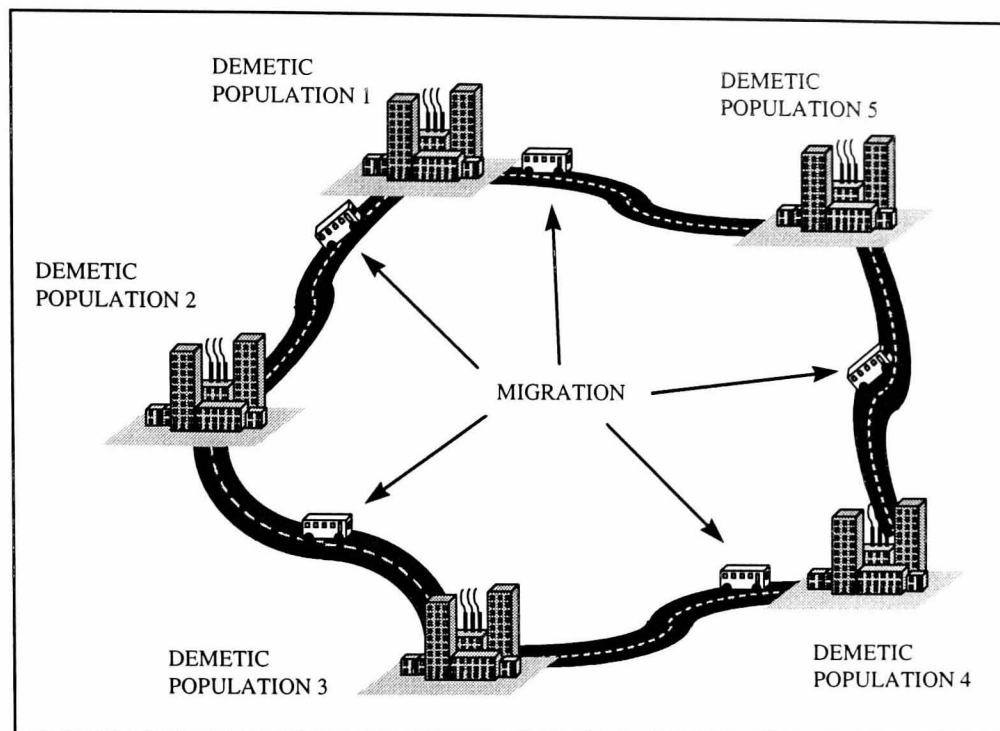 DEMETIC
POPULATION 1
DEMETIC
POPULATION 5
DEMETIC
POPULATION 2
MIGRATION
DEMETIC
POPULATION 3
DEMETIC
POPULATION 4